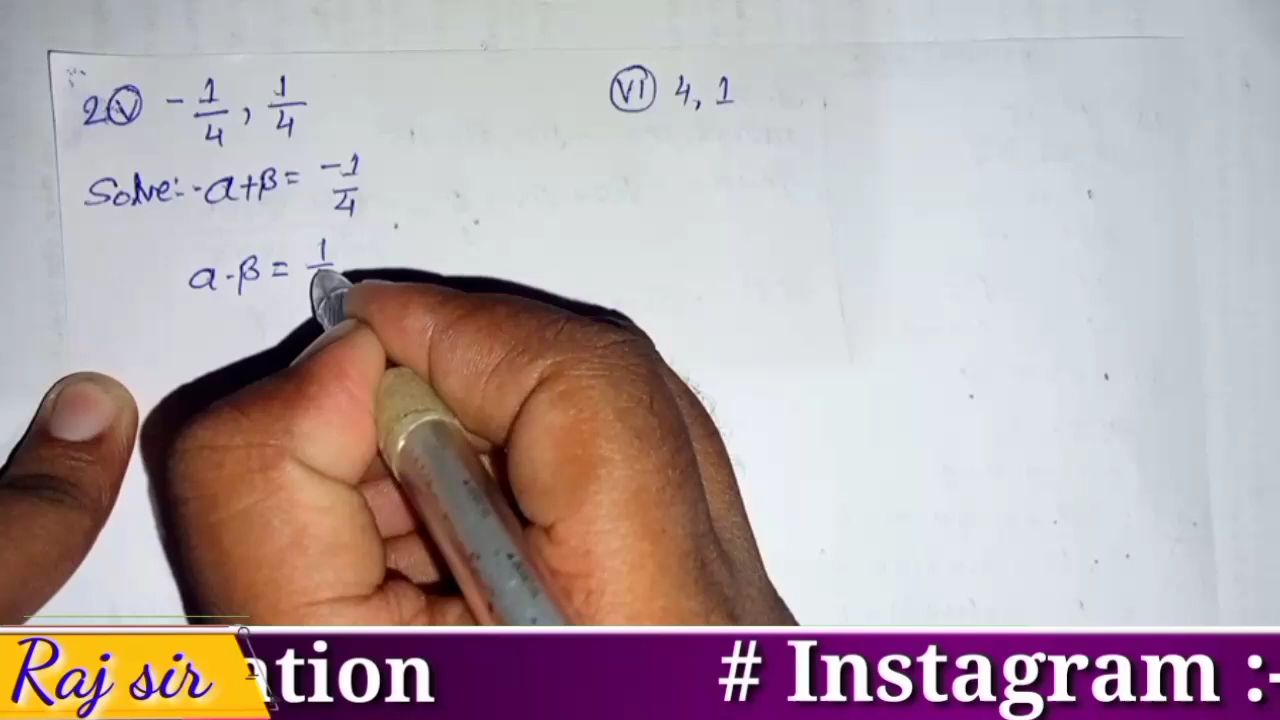 2 (V) -1/4, 1/4
(VI) 4, 1
Solve:- α+β = -1/4
α·β = 1
Raj sir
ation # Instagram :-